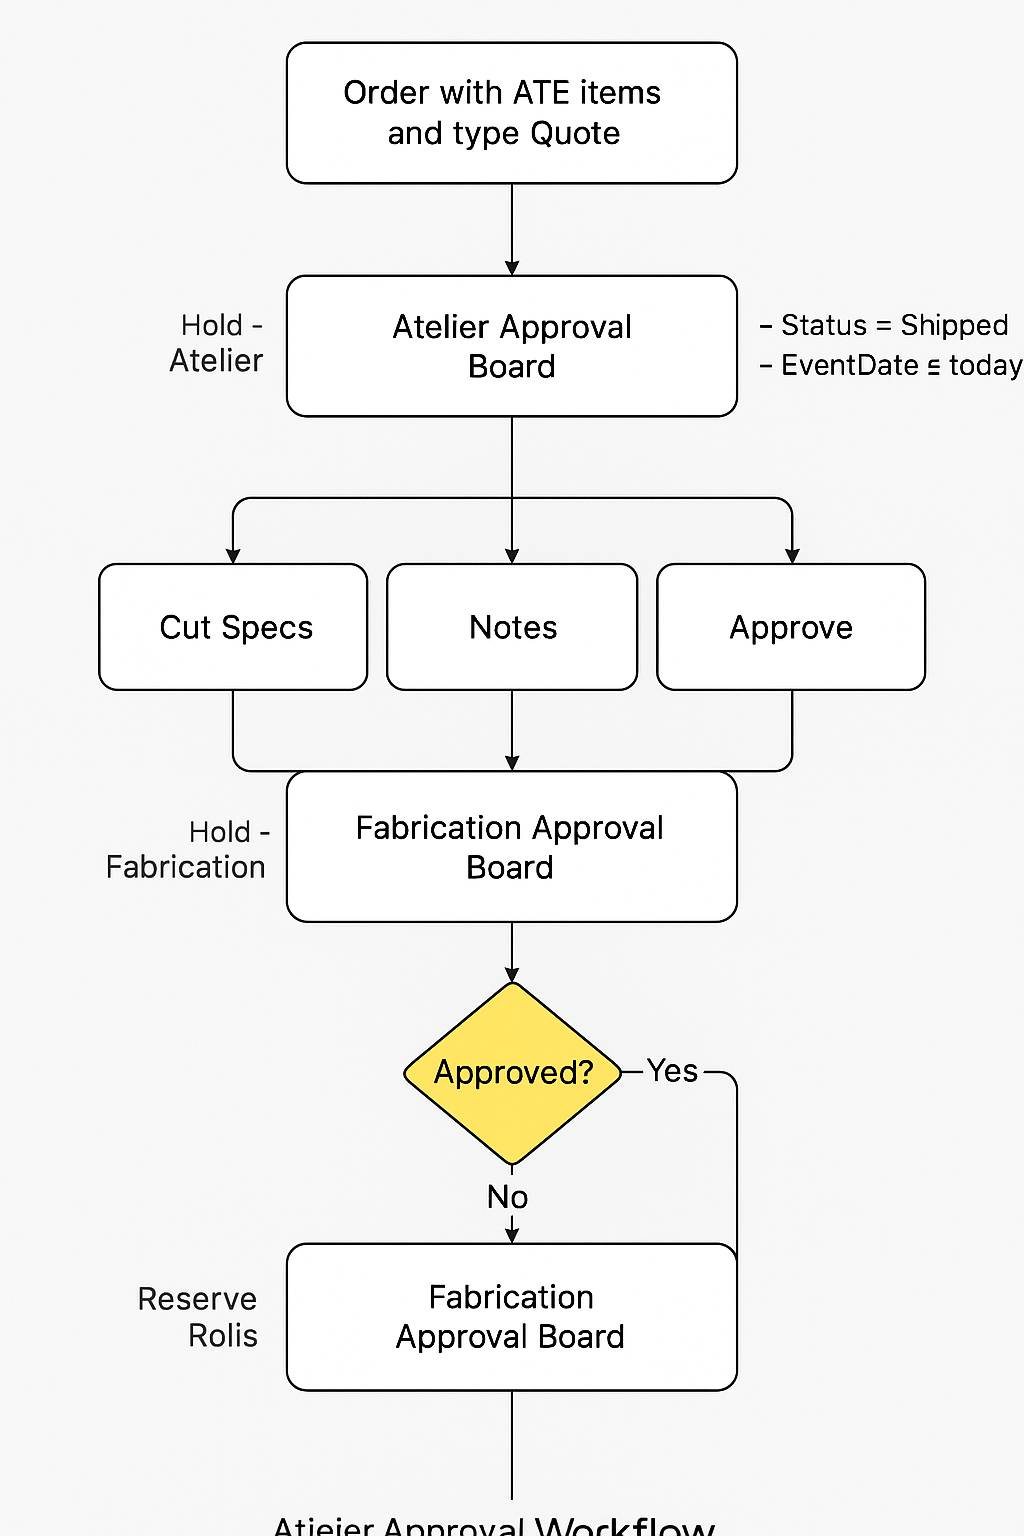 Order with ATE items
and type Quote
Hold -
Atelier
Atelier Approval
Board
– Status = Shipped
– EventDate ≤ today
Cut Specs
Notes
Approve
Hold -
Fabrication
Fabrication Approval
Board
Approved?
Yes
No
Reserve
Rolis
Fabrication
Approval Board
Atieier Approval Workflow